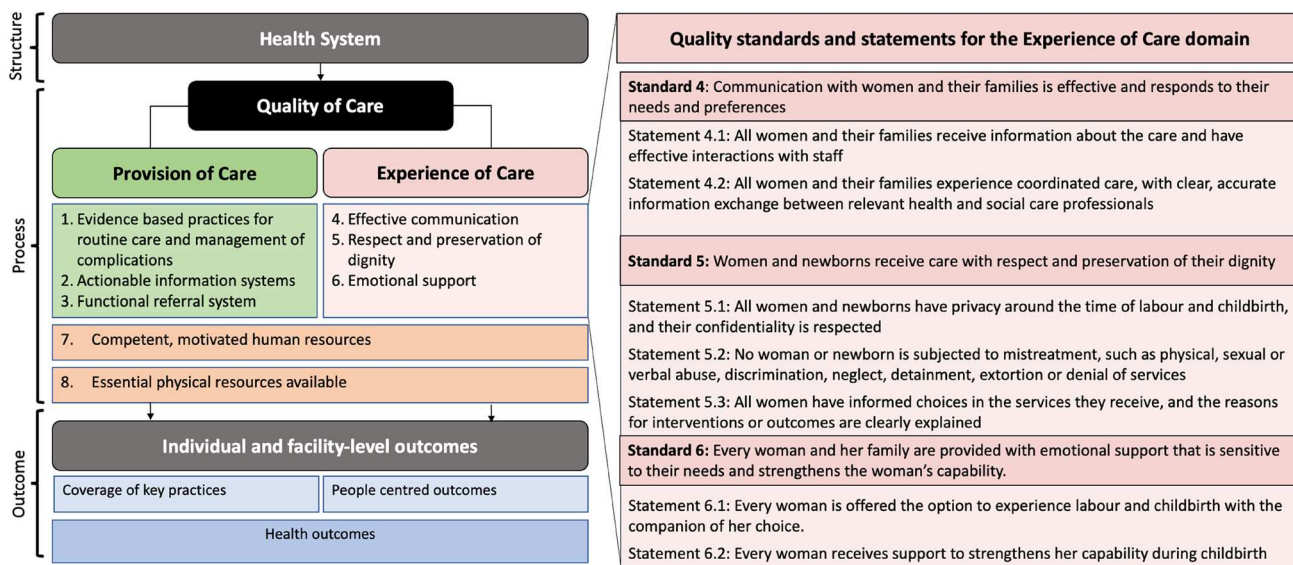 Structure
Health System
Process
Quality of Care
Provision of Care
Experience of Care
1. Evidence based practices for
routine care and management of
complications
2. Actionable information systems
3. Functional referral system
4. Effective communication
5. Respect and preservation of
dignity
6. Emotional support
7. Competent, motivated human resources
8. Essential physical resources available
Outcome
Individual and facility-level outcomes
Coverage of key practices
People centred outcomes
Health outcomes
Quality standards and statements for the Experience of Care domain
Standard 4: Communication with women and their families is effective and responds to their
needs and preferences
Statement 4.1: All women and their families receive information about the care and have
effective interactions with staff
Statement 4.2: All women and their families experience coordinated care, with clear, accurate
information exchange between relevant health and social care professionals
Standard 5: Women and newborns receive care with respect and preservation of their dignity
Statement 5.1: All women and newborns have privacy around the time of labour and childbirth,
and their confidentiality is respected
Statement 5.2: No woman or newborn is subjected to mistreatment, such as physical, sexual or
verbal abuse, discrimination, neglect, detainment, extortion or denial of services
Statement 5.3: All women have informed choices in the services they receive, and the reasons
for interventions or outcomes are clearly explained
Standard 6: Every woman and her family are provided with emotional support that is sensitive
to their needs and strengthens the woman's capability.
Statement 6.1: Every woman is offered the option to experience labour and childbirth with the
companion of her choice.
Statement 6.2: Every woman receives support to strengthens her capability during childbirth